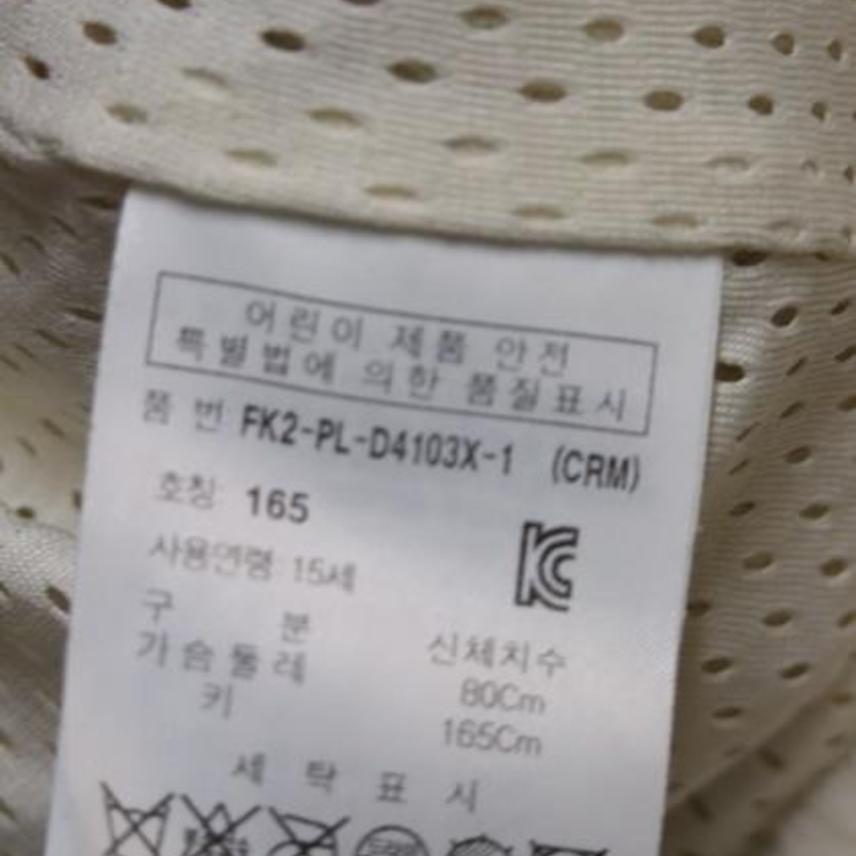 어린이 제품 안전
특별법에 의한 품질표시
품 번 FK2-PL-D4103X-1 (CRM)
호칭 165
사용연령 15세
구 분 신체치수
가슴둘레 80Cm
키 165Cm
세 탁 표 시